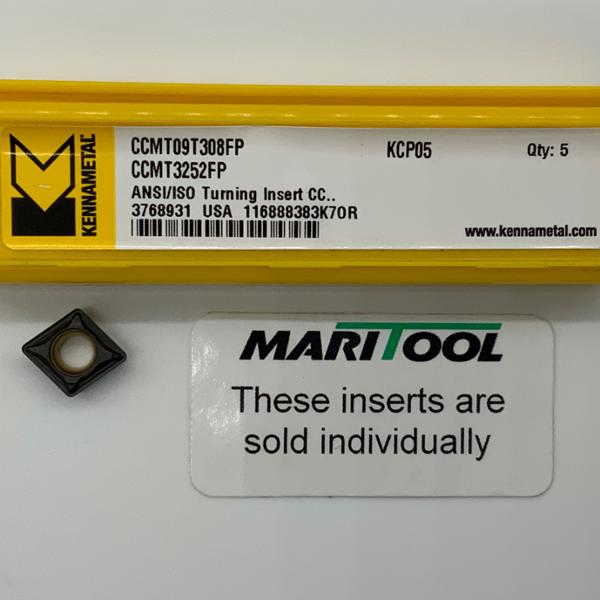 KENNAMETAL
CCMT09T308FP KCP05 Qty: 5
CCMT3252FP
ANSI/ISO Turning Insert CC..
3768931 USA 116888383K70R
www.kennametal.com
MARITOOL
These inserts are
sold individually